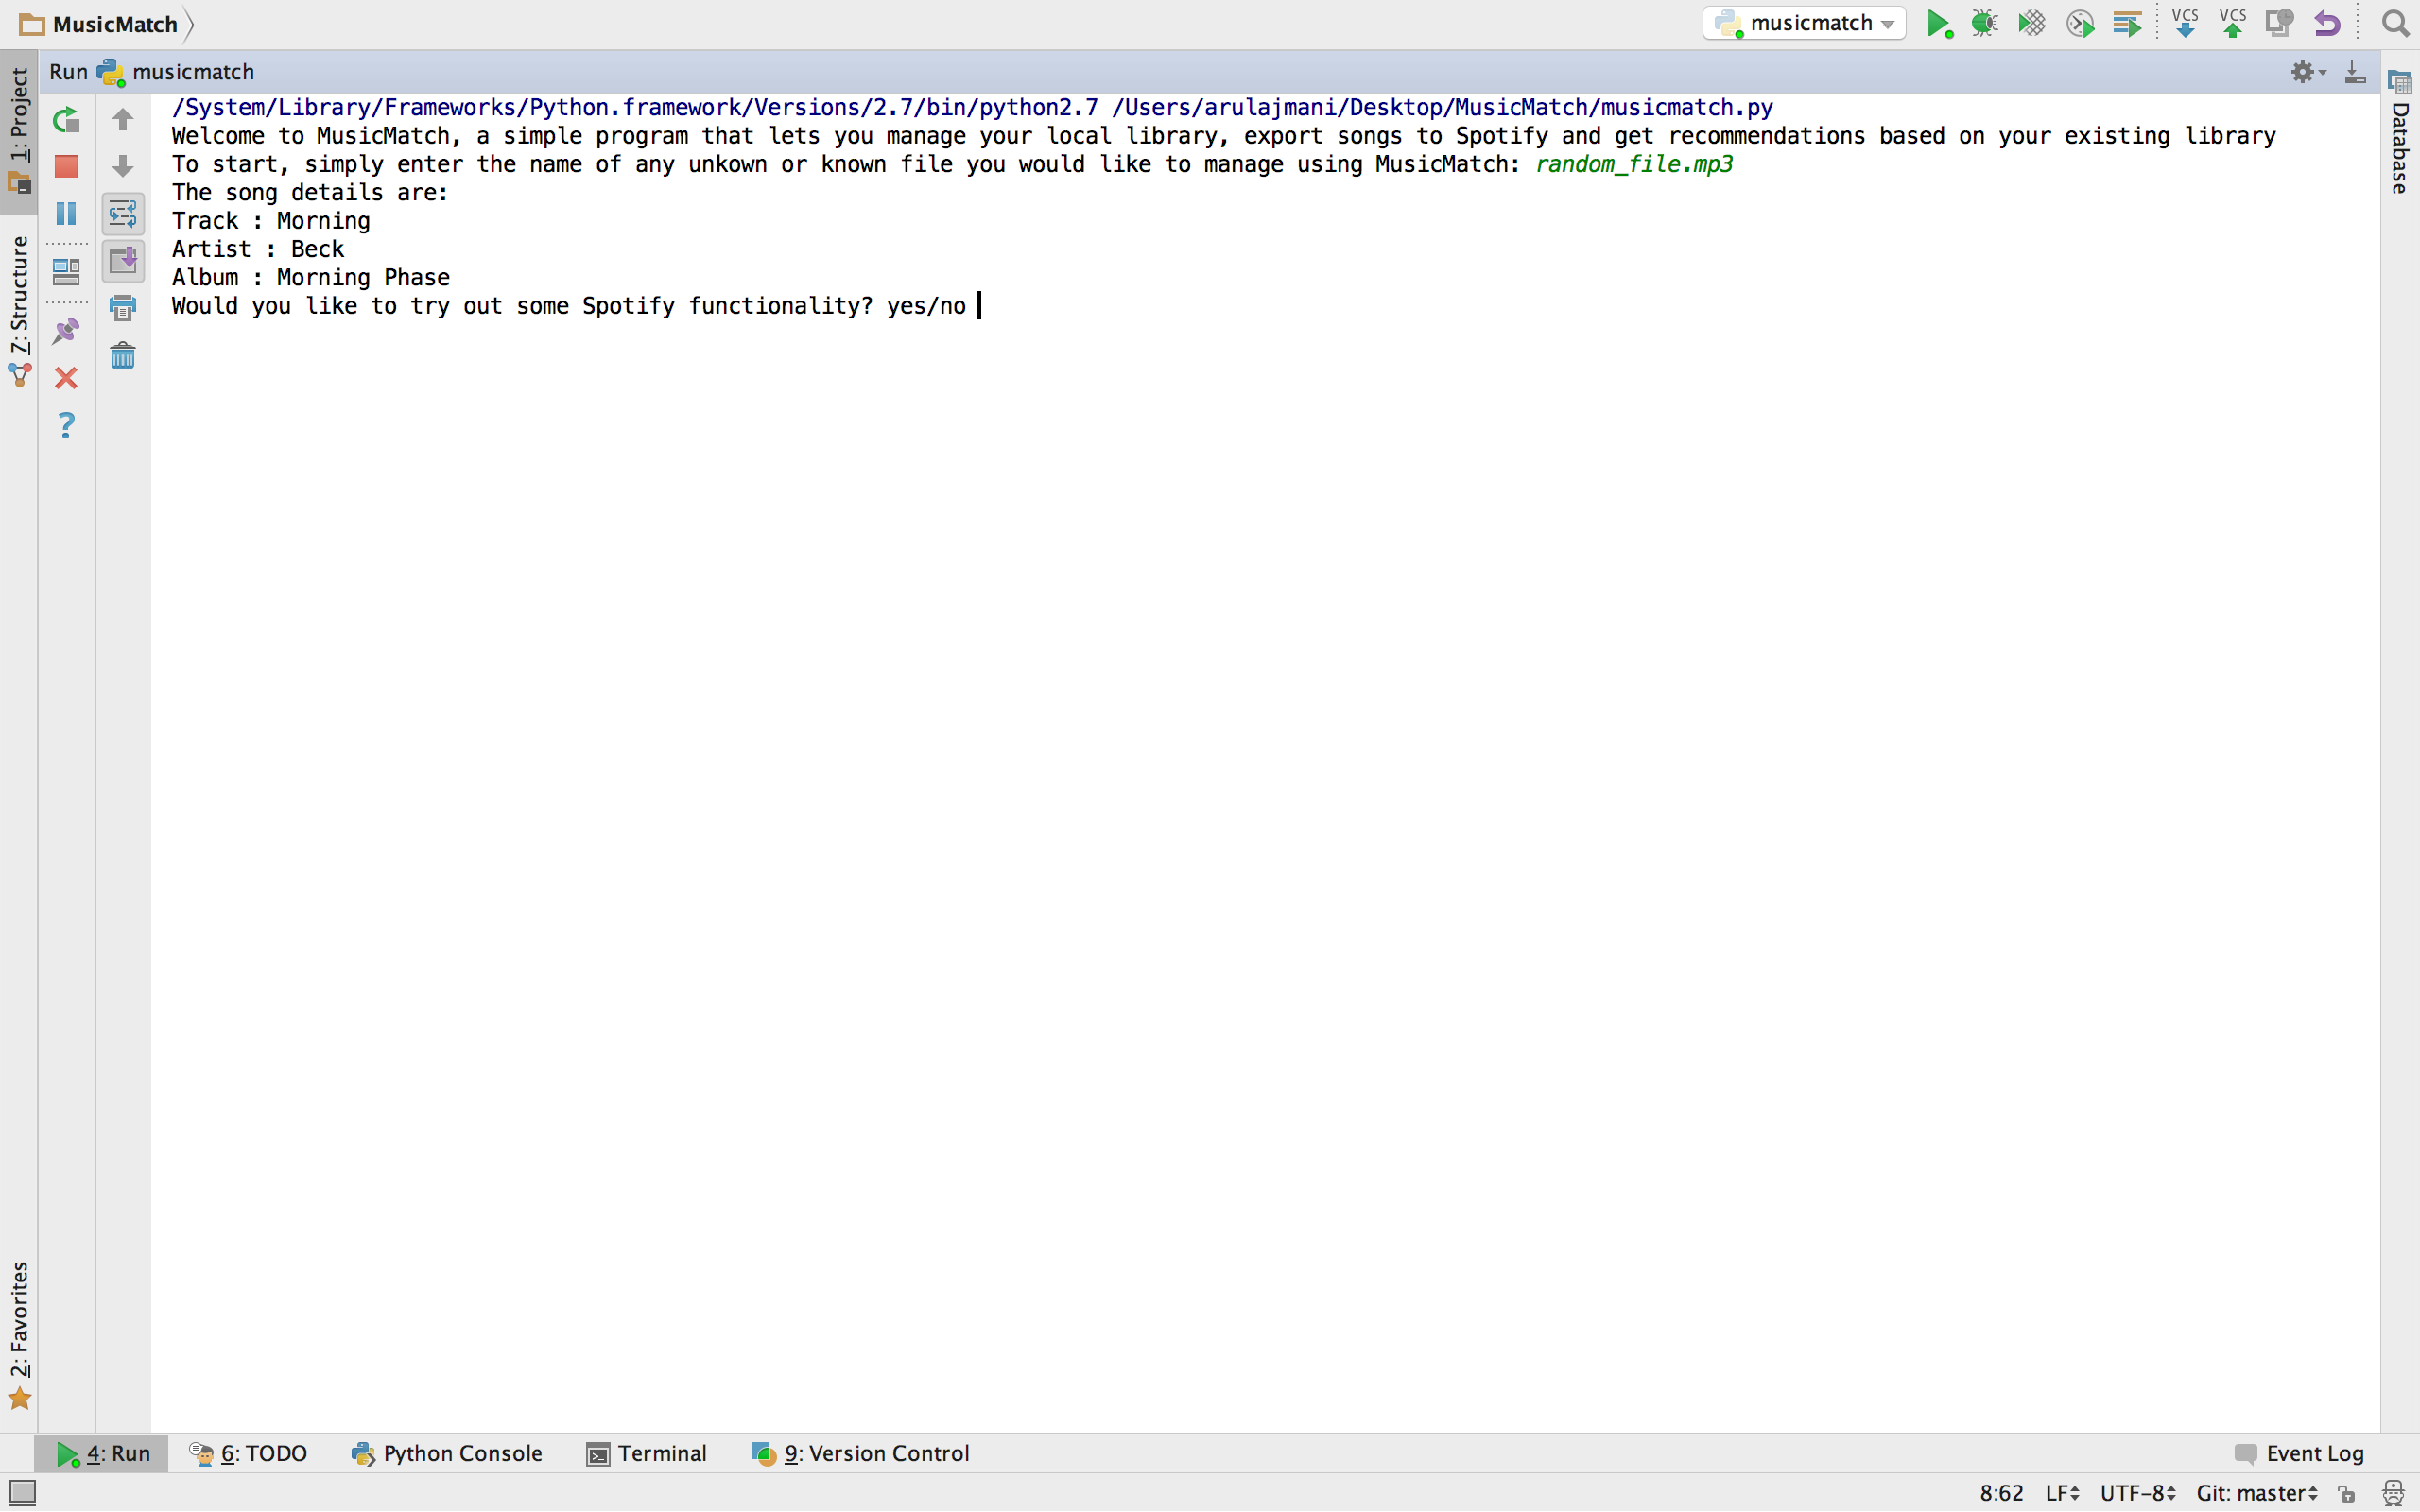 MusicMatch
musicmatch
VCS VCS
Run musicmatch
1: Project
7: Structure
2: Favorites
Database
/System/Library/Frameworks/Python.framework/Versions/2.7/bin/python2.7 /Users/arulajmani/Desktop/MusicMatch/musicmatch.py
Welcome to MusicMatch, a simple program that lets you manage your local library, export songs to Spotify and get recommendations based on your existing library
To start, simply enter the name of any unkown or known file you would like to manage using MusicMatch: random_file.mp3
The song details are:
Track : Morning
Artist : Beck
Album : Morning Phase
Would you like to try out some Spotify functionality? yes/no
4: Run 6: TODO Python Console Terminal 9: Version Control Event Log
8:62 LF UTF-8 Git: master